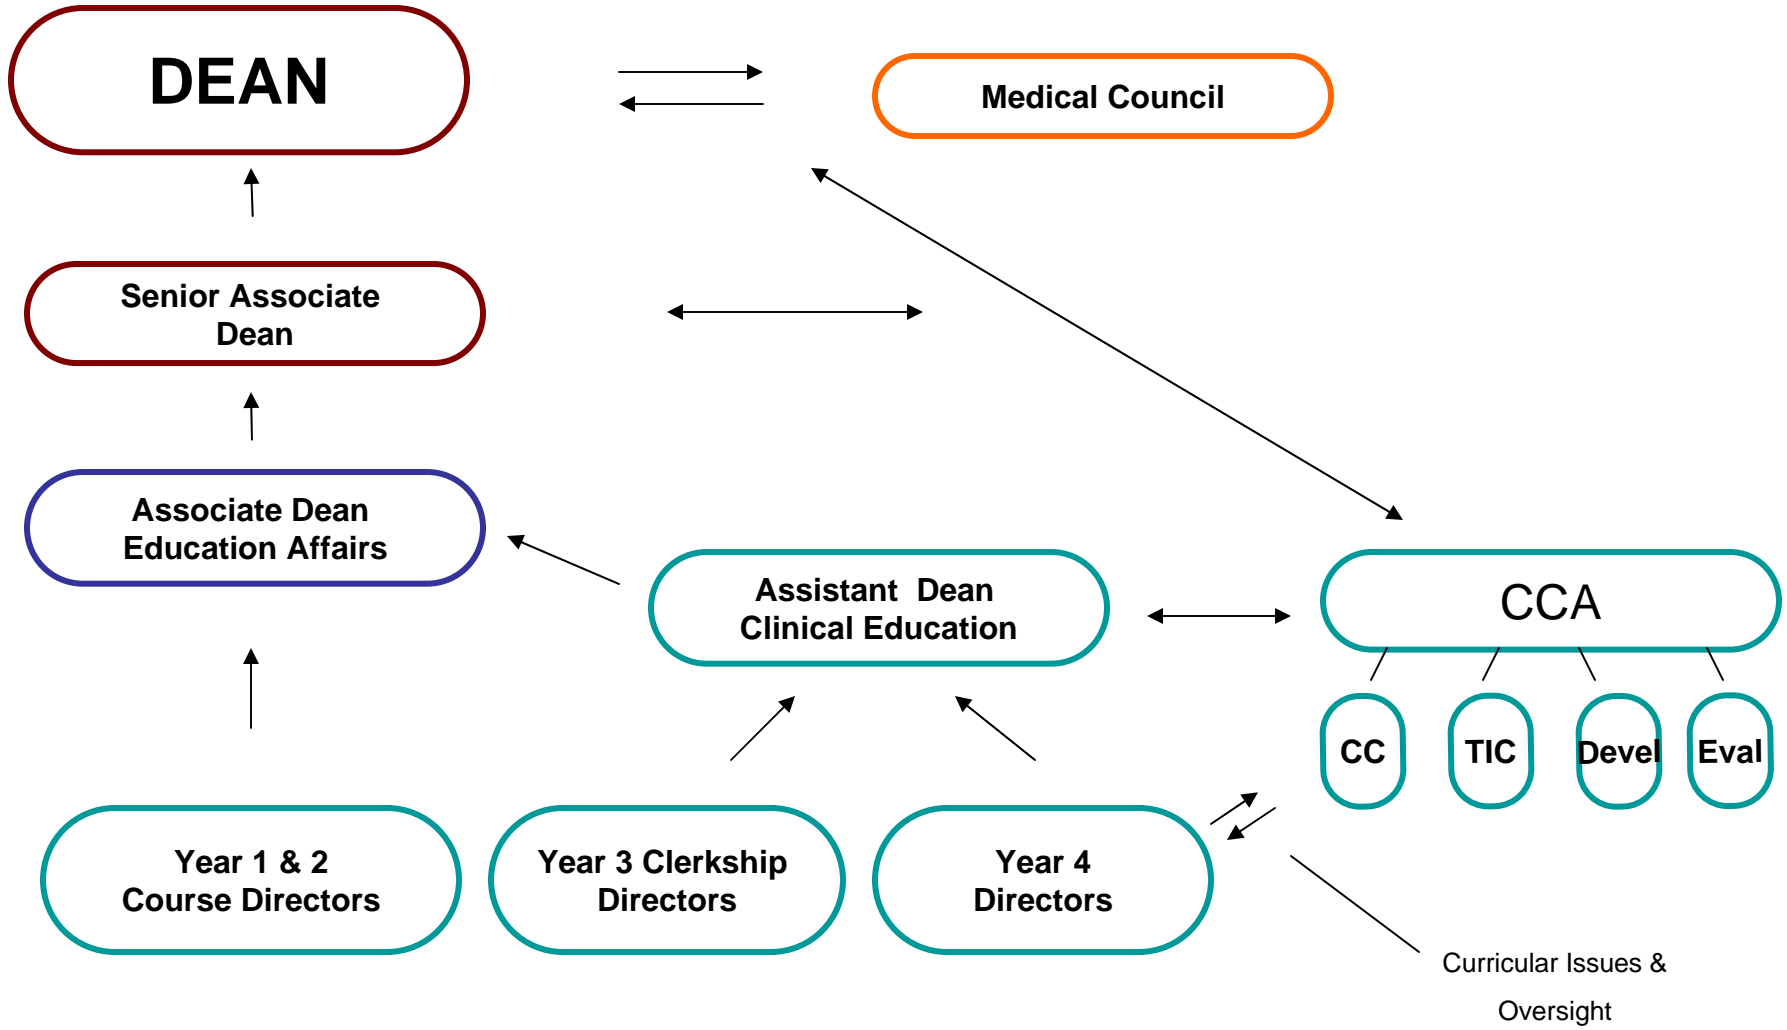 DEAN
Medical Council
Senior Associate
Dean
Associate Dean
Education Affairs
Assistant Dean
Clinical Education
CCA
CC
TIC
Devel
Eval
Year 1 & 2
Course Directors
Year 3 Clerkship
Directors
Year 4
Directors
Curricular Issues &
Oversight